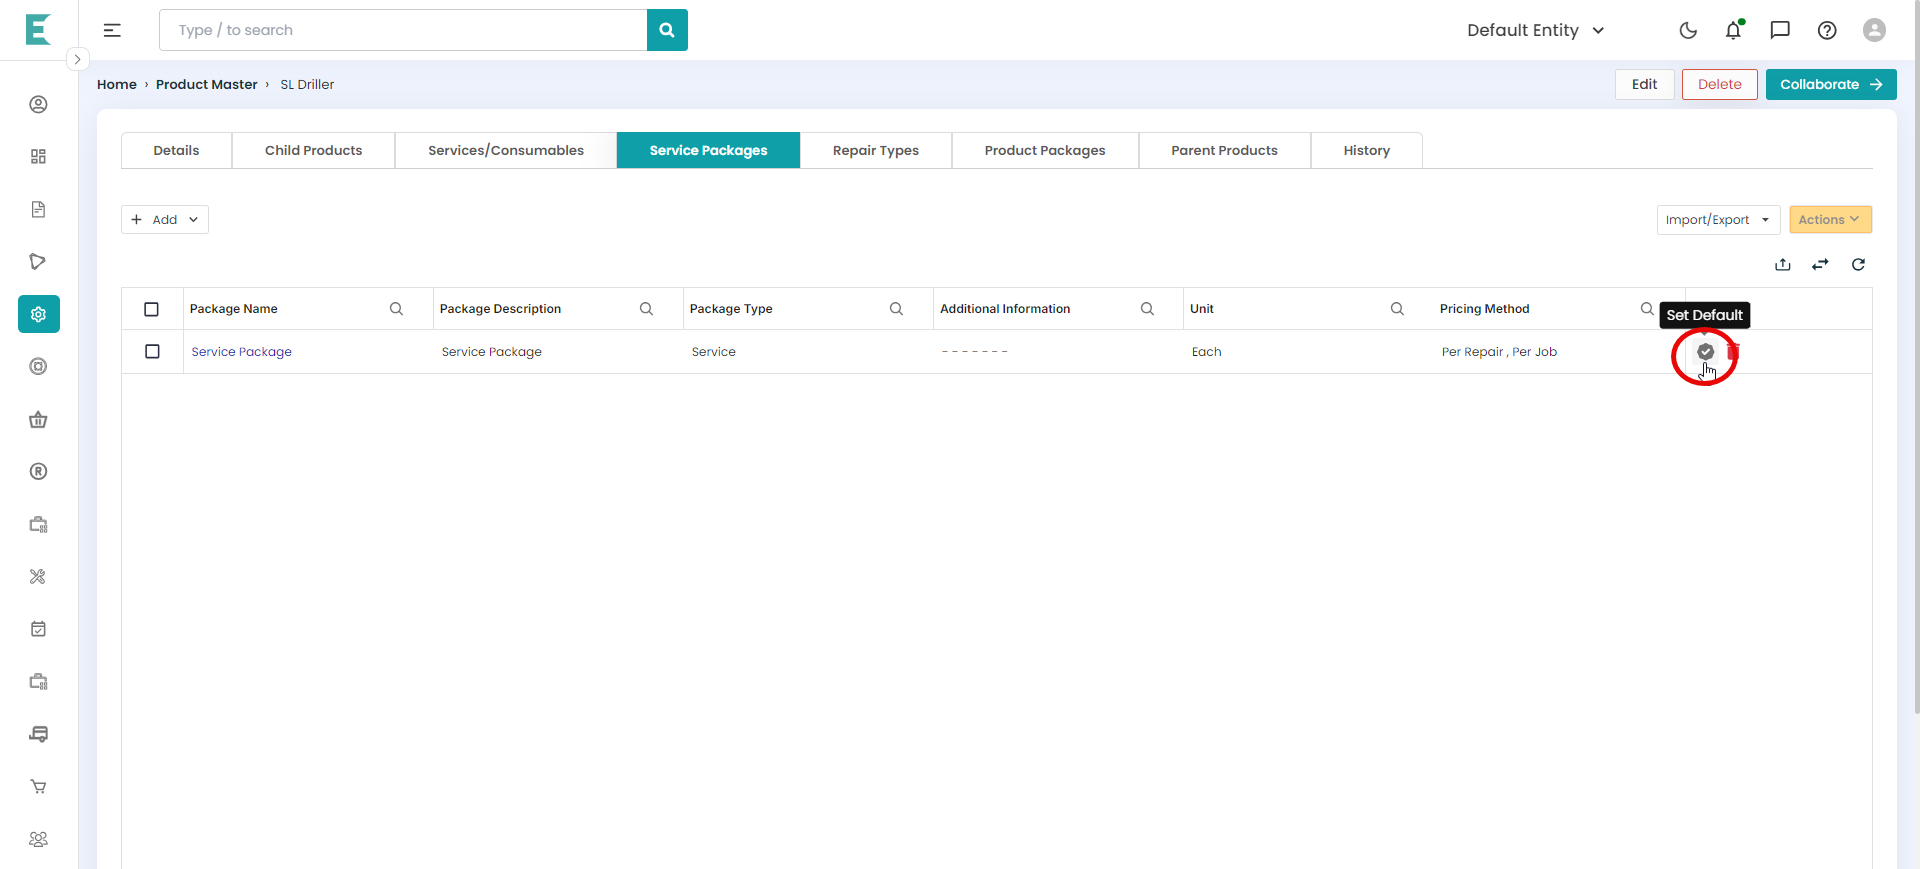 Type / to search
Default Entity
Home › Product Master › SL Driller
Edit
Delete
Collaborate
Details
Child Products
Services/Consumables
Service Packages
Repair Types
Product Packages
Parent Products
History
+ Add
Import/Export
Actions
Package Name
Package Description
Package Type
Additional Information
Unit
Pricing Method
Set Default
Service Package
Service Package
Service
-------
Each
Per Repair , Per Job